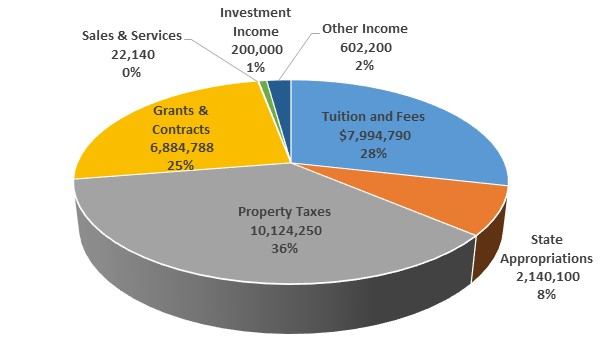 Investment
Income
200,000
1%
Sales & Services
22,140
0%
Other Income
602,200
2%
Grants &
Contracts
6,884,788
25%
Tuition and Fees
$7,994,790
28%
Property Taxes
10,124,250
36%
State
Appropriations
2,140,100
8%